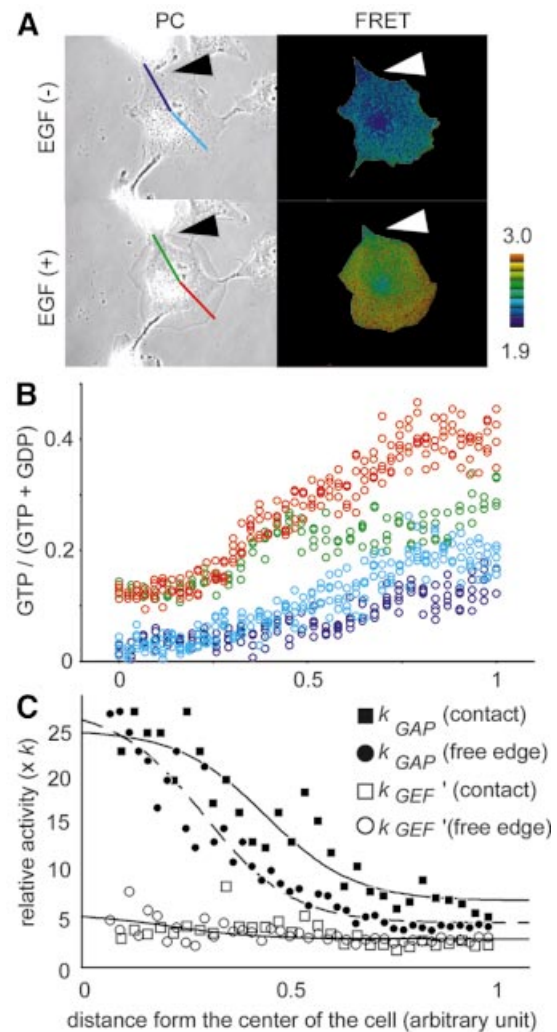 A
PC
FRET
EGF (-)
EGF (+)
3.0
1.9
B
GTP / (GTP + GDP)
0.4
0.2
0
0
0.5
1
C
relative activity (x k)
25
20
15
10
5
0
k GAP (contact)
k GAP (free edge)
k GEF ' (contact)
k GEF ' (free edge)
0
0.5
1
distance form the center of the cell (arbitrary unit)